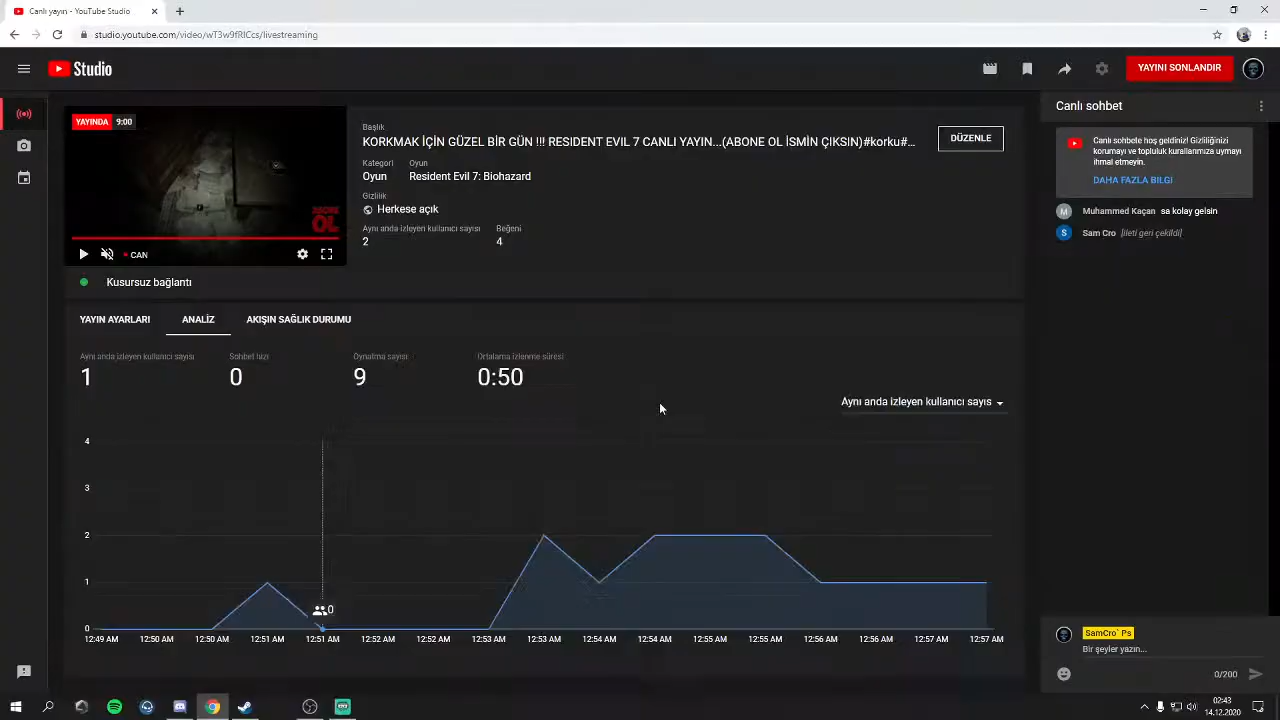 Canlı yayın - YouTube Studio
studio.youtube.com/video/wT3w9fRlCcs/livestreaming
Studio
YAYINI SONLANDIR
YAYINDA 9:00
ABONE OL
CAN
Başlık
KORKMAK İÇİN GÜZEL BİR GÜN !!! RESIDENT EVIL 7 CANLI YAYIN...(ABONE OL İSMİN ÇIKSIN)#korku#...
DÜZENLE
Kategori Oyun
Oyun Resident Evil 7: Biohazard
Gizlilik
Herkese açık
Aynı anda izleyen kullanıcı sayısı Beğeni
2 4
Kusursuz bağlantı
YAYIN AYARLARI ANALİZ AKIŞIN SAĞLIK DURUMU
Aynı anda izleyen kullanıcı sayısı Sohbet hızı Oynatma sayısı Ortalama izlenme süresi
1 0 9 0:50
Aynı anda izleyen kullanıcı sayıs
4
3
2
1
0
0
12:49 AM 12:50 AM 12:50 AM 12:51 AM 12:51 AM 12:52 AM 12:52 AM 12:53 AM 12:53 AM 12:54 AM 12:54 AM 12:55 AM 12:55 AM 12:56 AM 12:56 AM 12:57 AM 12:57 AM
Canlı sohbet
Canlı sohbete hoş geldiniz! Gizliliğinizi
korumayı ve topluluk kurallarımıza uymayı
ihmal etmeyin.
DAHA FAZLA BİLGİ
M Muhammed Kaçan sa kolay gelsin
S Sam Cro [ileti geri çekildi]
SamCro` Ps
Bir şeyler yazın...
0/200
02:43
14.12.2020